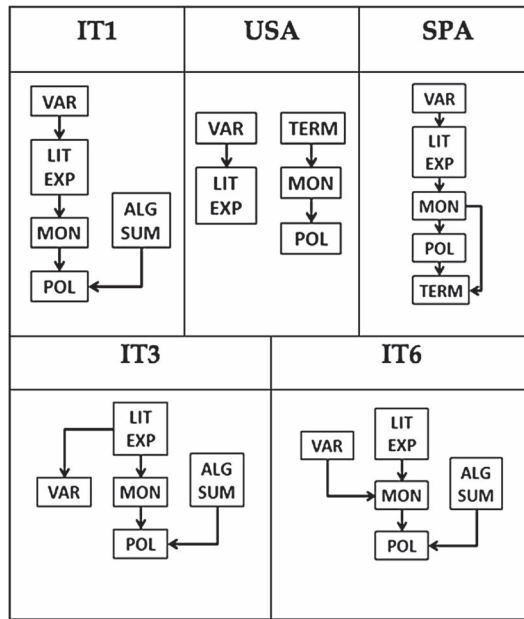 IT1
USA
SPA
VAR
LIT
EXP
MON
POL
ALG
SUM
VAR
LIT
EXP
TERM
MON
POL
VAR
LIT
EXP
MON
POL
TERM
IT3
IT6
LIT
EXP
VAR
MON
ALG
SUM
POL
VAR
LIT
EXP
MON
ALG
SUM
POL